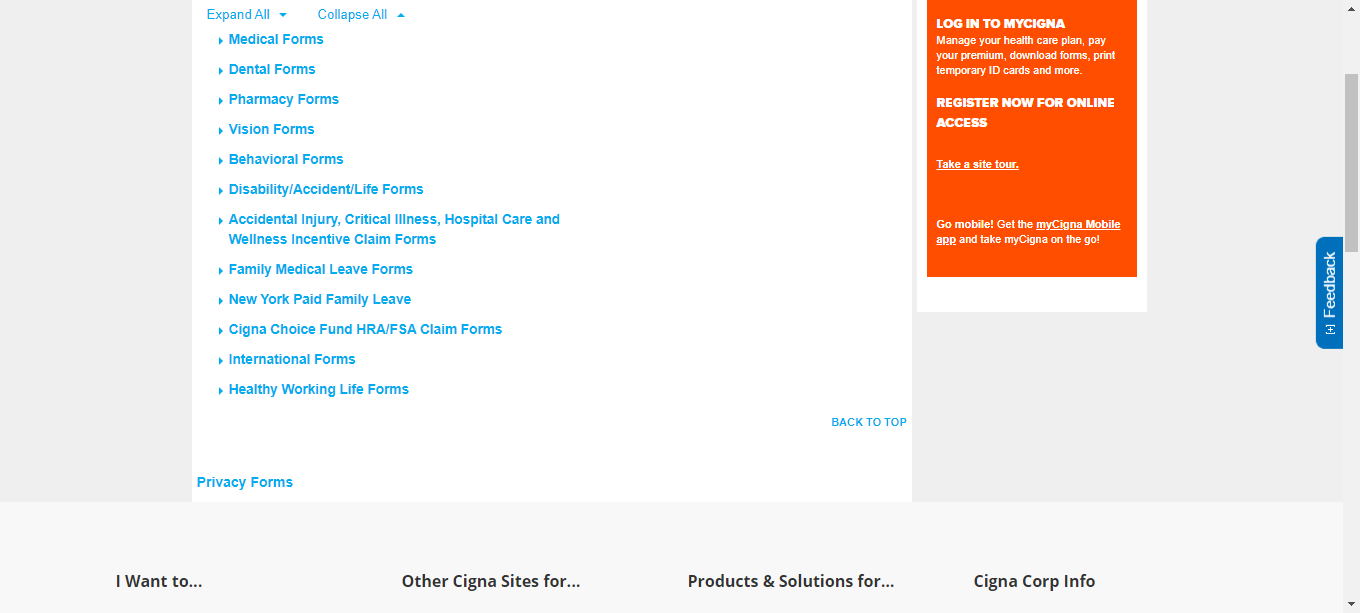 Expand All Collapse All
Medical Forms
Dental Forms
Pharmacy Forms
Vision Forms
Behavioral Forms
Disability/Accident/Life Forms
Accidental Injury, Critical Illness, Hospital Care and
Wellness Incentive Claim Forms
Family Medical Leave Forms
New York Paid Family Leave
Cigna Choice Fund HRA/FSA Claim Forms
International Forms
Healthy Working Life Forms
BACK TO TOP
Privacy Forms
LOG IN TO MYCIGNA
Manage your health care plan, pay
your premium, download forms, print
temporary ID cards and more.
REGISTER NOW FOR ONLINE
ACCESS
Take a site tour.
Go mobile! Get the myCigna Mobile
app and take myCigna on the go!
[+] Feedback
I Want to... Other Cigna Sites for... Products & Solutions for... Cigna Corp Info